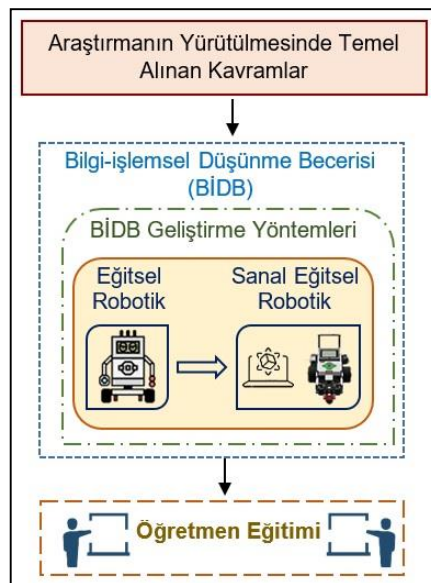 Araştırmanın Yürütülmesinde Temel
Alınan Kavramlar
Bilgi-işlemsel Düşünme Becerisi
(BİDB)
BİDB Geliştirme Yöntemleri
Eğitsel
Robotik
Sanal Eğitsel
Robotik
Öğretmen Eğitimi